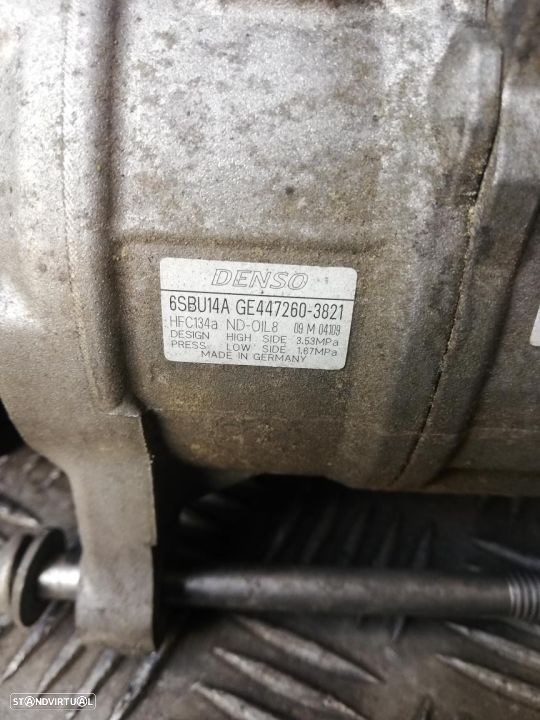 DENSO
6SBU14A GE447260-3821
HFC134a ND-OIL8 09 M 04109
DESIGN HIGH SIDE 3.53MPa
PRESS LOW SIDE 1.67MPa
MADE IN GERMANY
STANDVIRTUAL